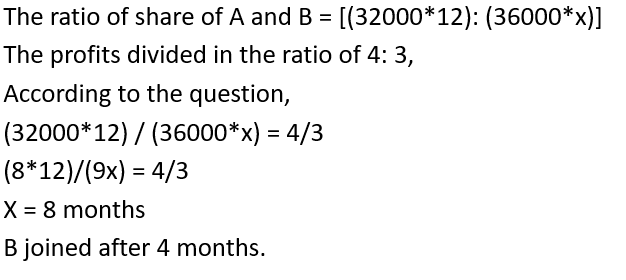 The ratio of share of A and B = [(32000*12): (36000*x)]
The profits divided in the ratio of 4: 3,
According to the question,
(32000*12) / (36000*x) = 4/3
(8*12)/(9x) = 4/3
X = 8 months
B joined after 4 months.